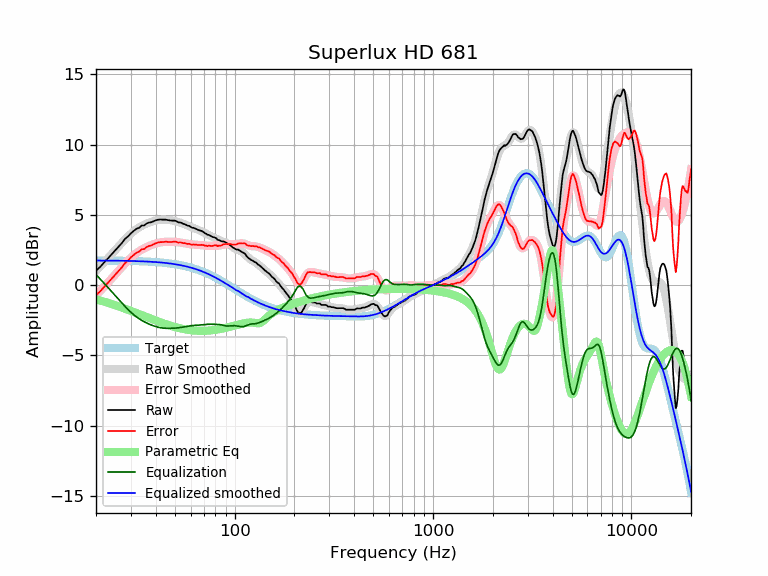 Superlux HD 681
15
10
5
0
−5
−10
−15
Amplitude (dBr)
Target
Raw Smoothed
Error Smoothed
Raw
Error
Parametric Eq
Equalization
Equalized smoothed
100
1000
10000
Frequency (Hz)